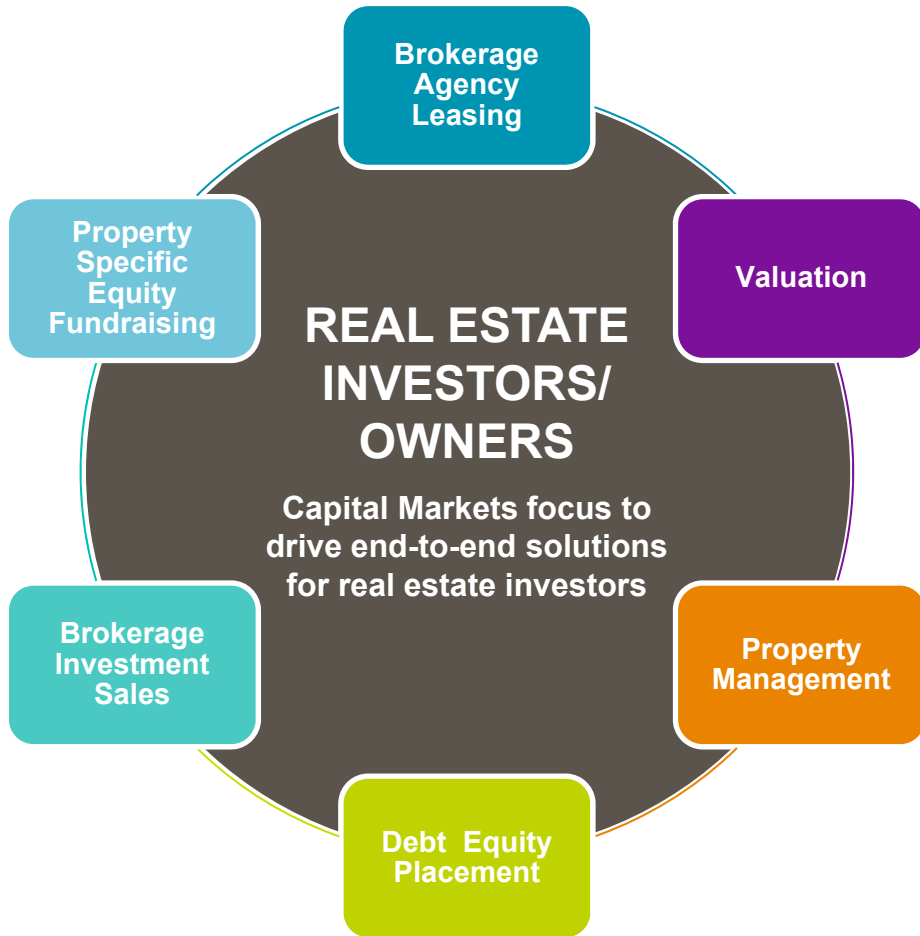 Brokerage
Agency
Leasing
Property
Specific
Equity
Fundraising
Valuation
REAL ESTATE
INVESTORS/
OWNERS
Capital Markets focus to
drive end-to-end solutions
for real estate investors
Brokerage
Investment
Sales
Property
Management
Debt Equity
Placement